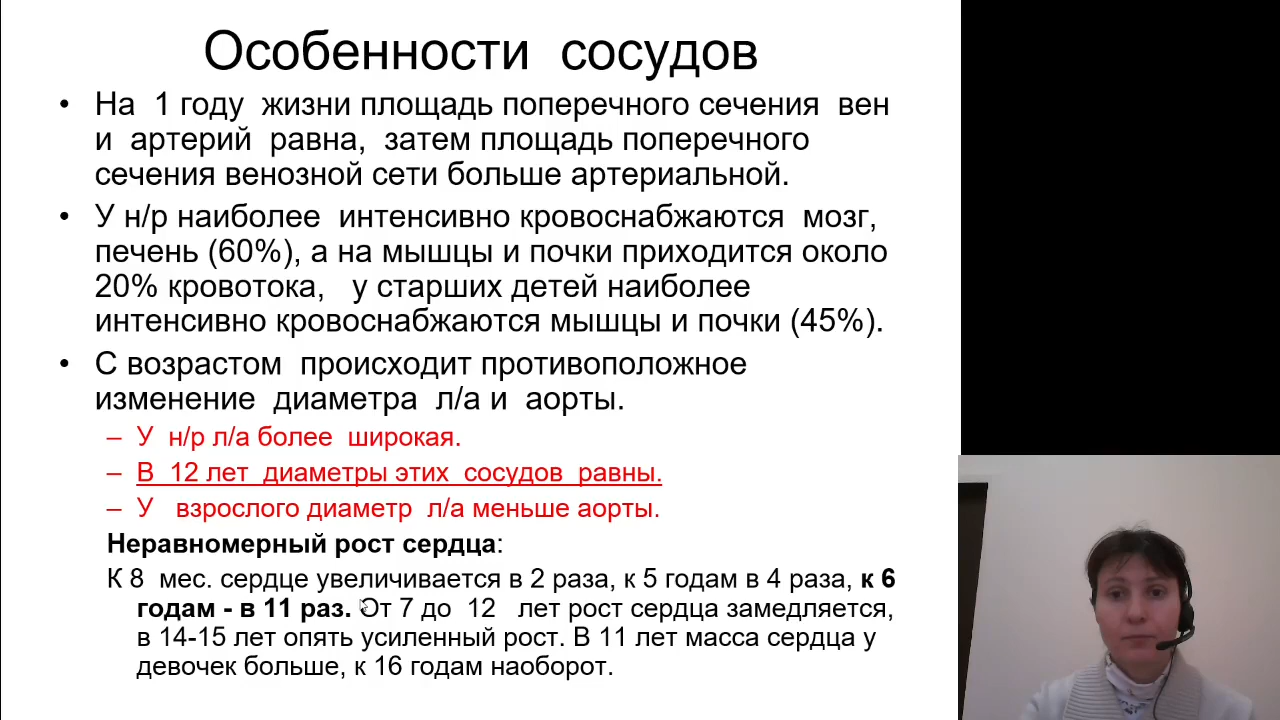 Особенности сосудов
• На 1 году жизни площадь поперечного сечения вен
и артерий равна, затем площадь поперечного
сечения венозной сети больше артериальной.
• У н/р наиболее интенсивно кровоснабжаются мозг,
печень (60%), а на мышцы и почки приходится около
20% кровотока, у старших детей наиболее
интенсивно кровоснабжаются мышцы и почки (45%).
• С возрастом происходит противоположное
изменение диаметра л/а и аорты.
– У н/р л/а более широкая.
– В 12 лет диаметры этих сосудов равны.
– У взрослого диаметр л/а меньше аорты.
Неравномерный рост сердца:
К 8 мес. сердце увеличивается в 2 раза, к 5 годам в 4 раза, к 6
годам - в 11 раз. От 7 до 12 лет рост сердца замедляется,
в 14-15 лет опять усиленный рост. В 11 лет масса сердца у
девочек больше, к 16 годам наоборот.